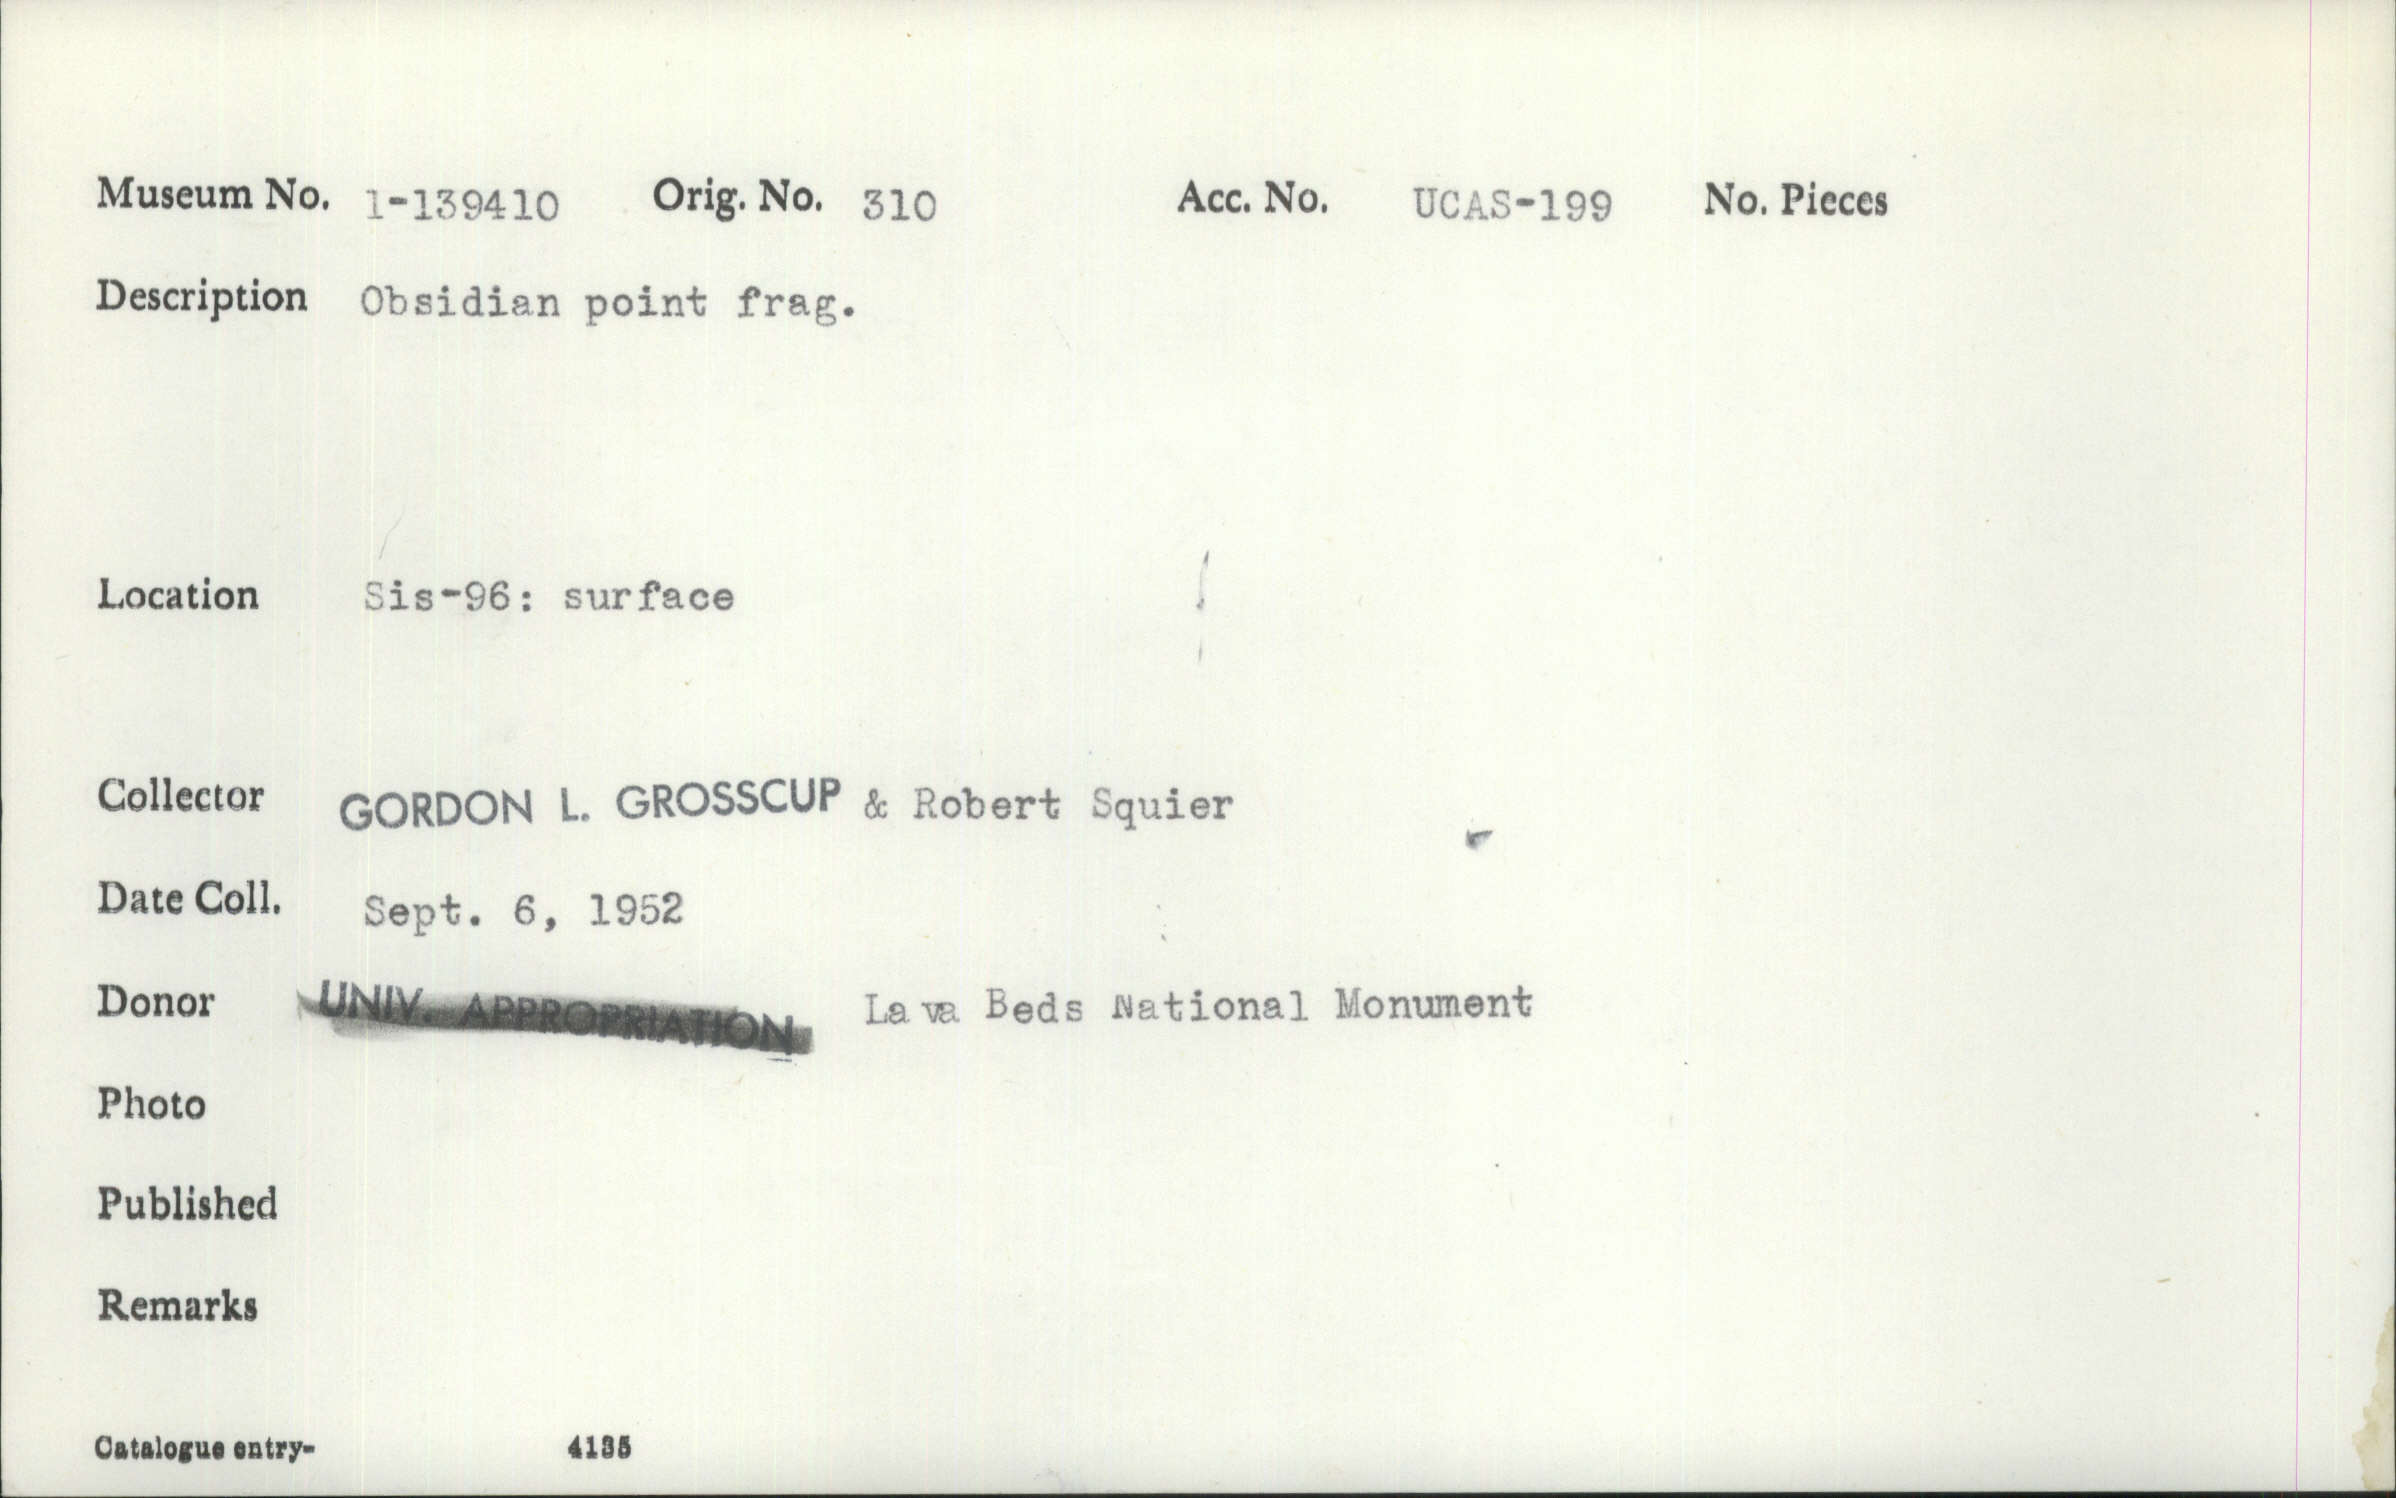 Museum No. 1-139410 Orig. No. 310 Acc. No. UCAS-199 No. Pieces
Description Obsidian point frag.
Location Sis-96: surface
Collector GORDON L. GROSSCUP & Robert Squier
Date Coll. Sept. 6, 1952
Donor UNIV. APPROPRIATION Lava Beds National Monument
Photo
Published
Remarks
Catalogue entry- 4135